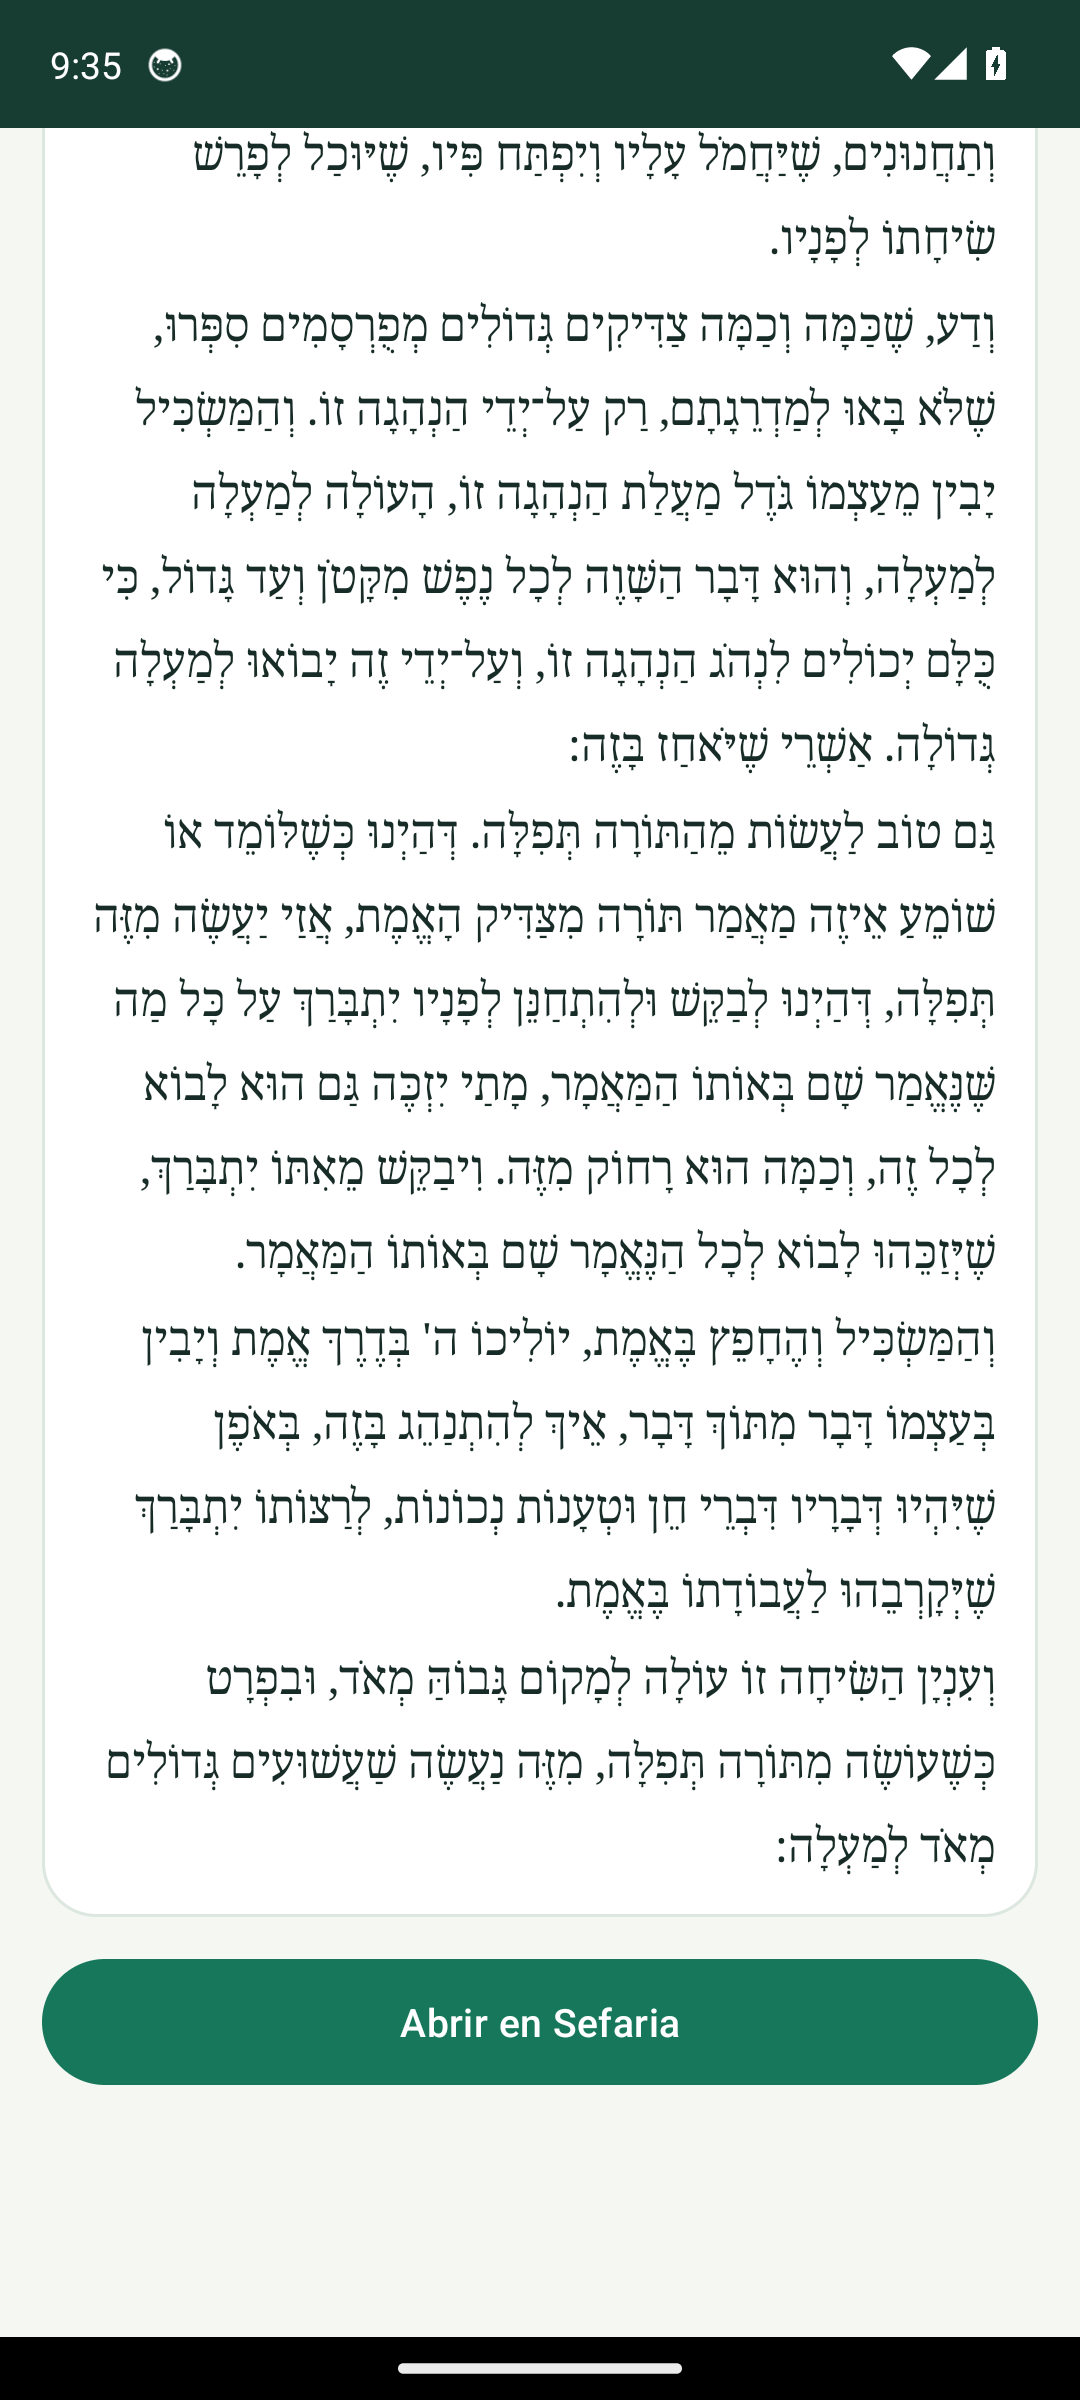 9:35
וְתַחֲנוּנִים, שֶׁיַּחֲמֹל עָלָיו וְיִפְתַּח פִּיו, שֶׁיּוּכַל לְפָרֵשׁ
שִׂיחָתוֹ לְפָנָיו.
וְדַע, שֶׁכַּמָּה וְכַמָּה צַדִּיקִים גְּדוֹלִים מְפֻרְסָמִים סִפְּרוּ,
שֶׁלֹּא בָּאוּ לְמַדְרֵגָתָם, רַק עַל־יְדֵי הַנְהָגָה זוֹ. וְהַמַּשְׂכִּיל
יָבִין מֵעַצְמוֹ גֹּדֶל מַעֲלַת הַנְהָגָה זוֹ, הָעוֹלָה לְמַעְלָה
לְמַעְלָה, וְהוּא דָּבָר הַשָּׁוֶה לְכָל נֶפֶשׁ מִקָּטֹן וְעַד גָּדוֹל, כִּי
כֻּלָּם יְכוֹלִים לִנְהֹג הַנְהָגָה זוֹ, וְעַל־יְדֵי זֶה יָבוֹאוּ לְמַעְלָה
גְּדוֹלָה. אַשְׁרֵי שֶׁיֹּאחַז בָּזֶה:
גַּם טוֹב לַעֲשׂוֹת מֵהַתּוֹרָה תְּפִלָּה. דְּהַיְנוּ כְּשֶׁלּוֹמֵד אוֹ
שׁוֹמֵעַ אֵיזֶה מַאֲמַר תּוֹרָה מִצַּדִּיק הָאֱמֶת, אֲזַי יַעֲשֶׂה מִזֶּה
תְּפִלָּה, דְּהַיְנוּ לְבַקֵּשׁ וּלְהִתְחַנֵּן לְפָנָיו יִתְבָּרַךְ עַל כָּל מַה
שֶּׁנֶּאֱמַר שָׁם בְּאוֹתוֹ הַמַּאֲמָר, מָתַי יִזְכֶּה גַּם הוּא לָבוֹא
לְכָל זֶה, וְכַמָּה הוּא רָחוֹק מִזֶּה. וִיבַקֵּשׁ מֵאִתּוֹ יִתְבָּרַךְ,
שֶׁיְּזַכֵּהוּ לָבוֹא לְכָל הַנֶּאֱמָר שָׁם בְּאוֹתוֹ הַמַּאֲמָר.
וְהַמַּשְׂכִּיל וְהֶחָפֵץ בֶּאֱמֶת, יוֹלִיכוֹ ה' בְּדֶרֶךְ אֱמֶת וְיָבִין
בְּעַצְמוֹ דָּבָר מִתּוֹךְ דָּבָר, אֵיךְ לְהִתְנַהֵג בָּזֶה, בְּאֹפֶן
שֶׁיִּהְיוּ דְּבָרָיו דִּבְרֵי חֵן וּטְעָנוֹת נְכוֹנוֹת, לְרַצּוֹתוֹ יִתְבָּרַךְ
שֶׁיְּקָרְבֵהוּ לַעֲבוֹדָתוֹ בֶּאֱמֶת.
וְעִנְיָן הַשִּׂיחָה זוֹ עוֹלָה לְמָקוֹם גָּבוֹהַּ מְאֹד, וּבִפְרָט
כְּשֶׁעוֹשֶׂה מִתּוֹרָה תְּפִלָּה, מִזֶּה נַעֲשֶׂה שַׁעֲשׁוּעִים גְּדוֹלִים
מְאֹד לְמַעְלָה:
Abrir en Sefaria